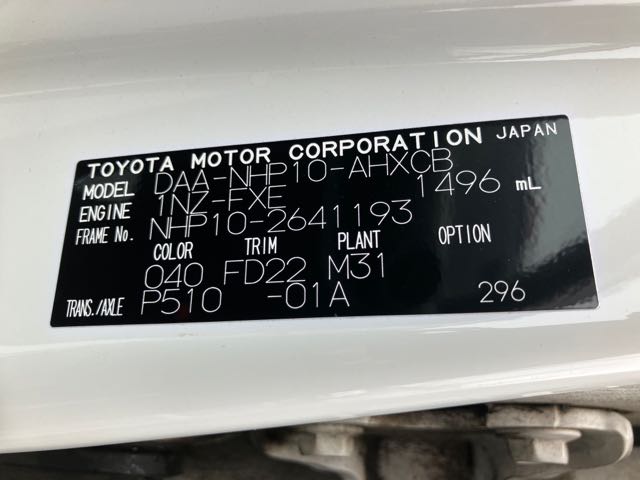 TOYOTA MOTOR CORPORATION JAPAN
MODEL DAA-NHP10-AHXCB
ENGINE 1NZ-FXE 1496 mL
FRAME No. NHP10-2641193
COLOR TRIM PLANT OPTION
040 FD22 M31
TRANS./AXLE P510 -01A 296